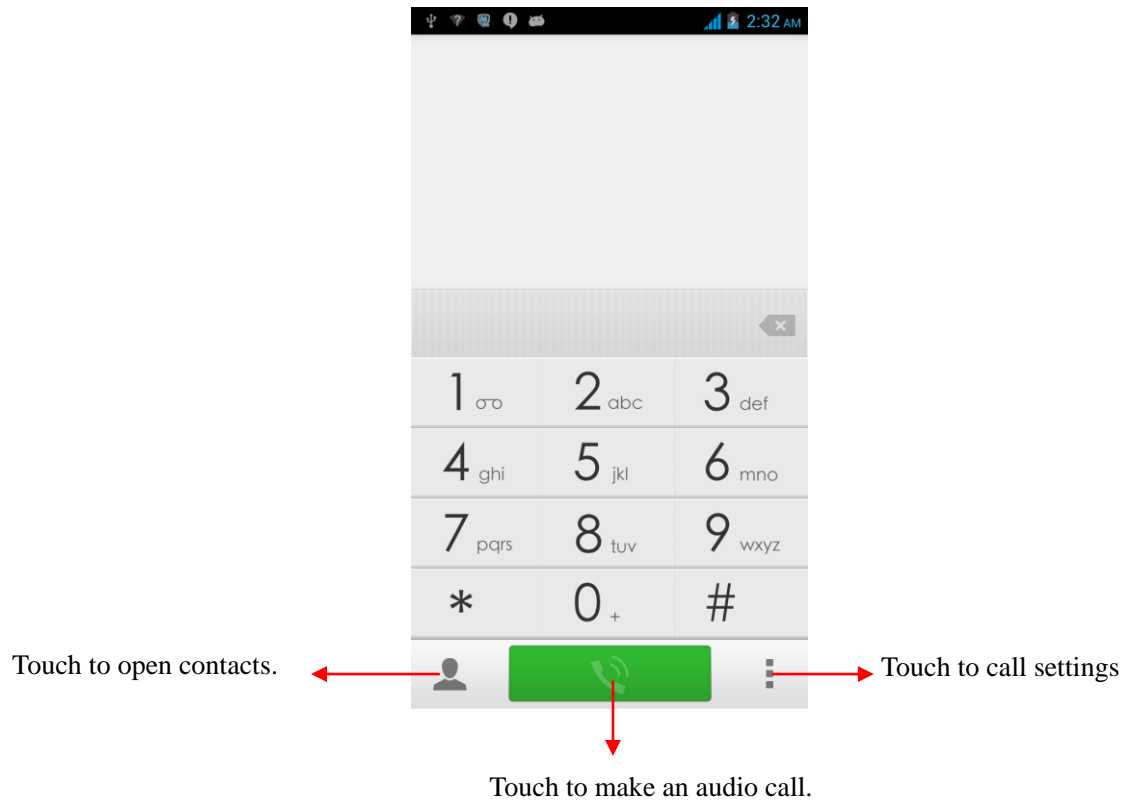 2:32 AM
1
2 abc
3 def
4 ghi
5 jkl
6 mno
7 pqrs
8 tuv
9 wxyz
*
0 +
#
Touch to open contacts.
Touch to call settings
Touch to make an audio call.